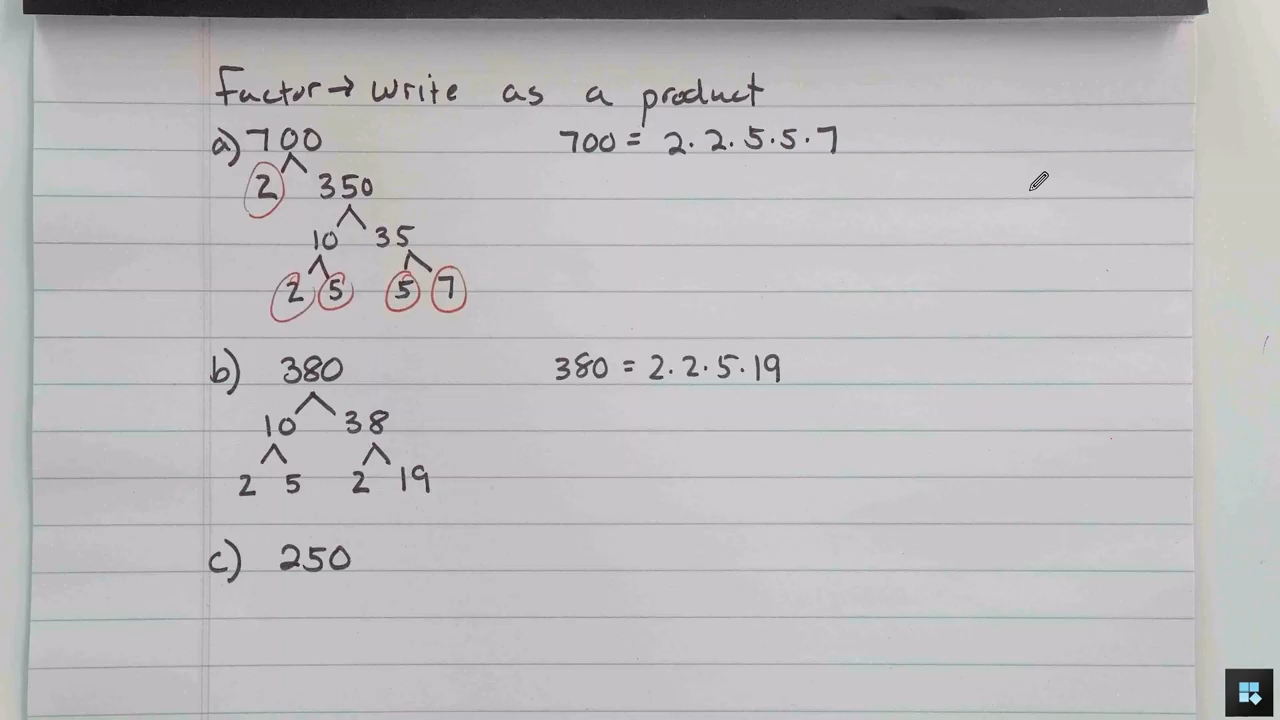 Factor → Write as a product
a) 700
700 = 2·2·5·5·7
2 350
10 35
2 5 5 7
b) 380
380 = 2·2·5·19
10 38
2 5 2 19
c) 250